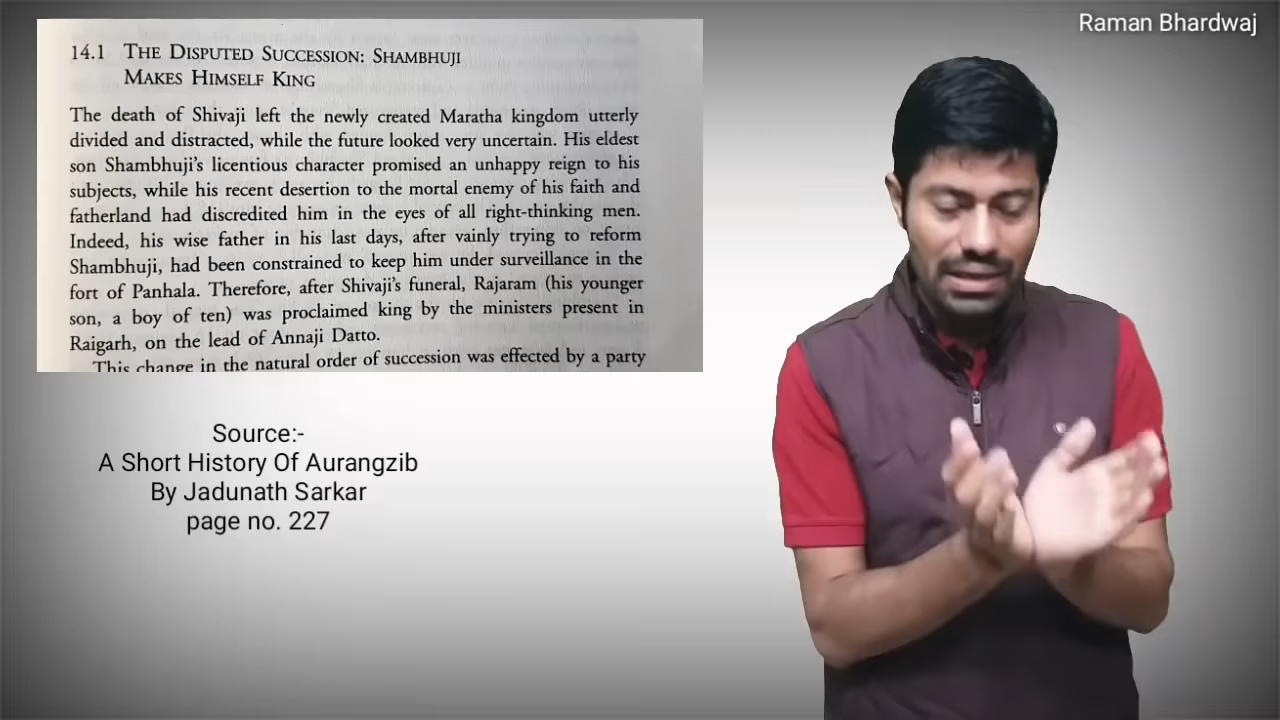 Raman Bhardwaj
14.1 THE DISPUTED SUCCESSION: SHAMBHUJI
MAKES HIMSELF KING
The death of Shivaji left the newly created Maratha kingdom utterly
divided and distracted, while the future looked very uncertain. His eldest
son Shambhuji's licentious character promised an unhappy reign to his
subjects, while his recent desertion to the mortal enemy of his faith and
fatherland had discredited him in the eyes of all right-thinking men.
Indeed, his wise father in his last days, after vainly trying to reform
Shambhuji, had been constrained to keep him under surveillance in the
fort of Panhala. Therefore, after Shivaji's funeral, Rajaram (his younger
son, a boy of ten) was proclaimed king by the ministers present in
Raigarh, on the lead of Annaji Datto.
This change in the natural order of succession was effected by a party
Source:-
A Short History Of Aurangzib
By Jadunath Sarkar
page no. 227